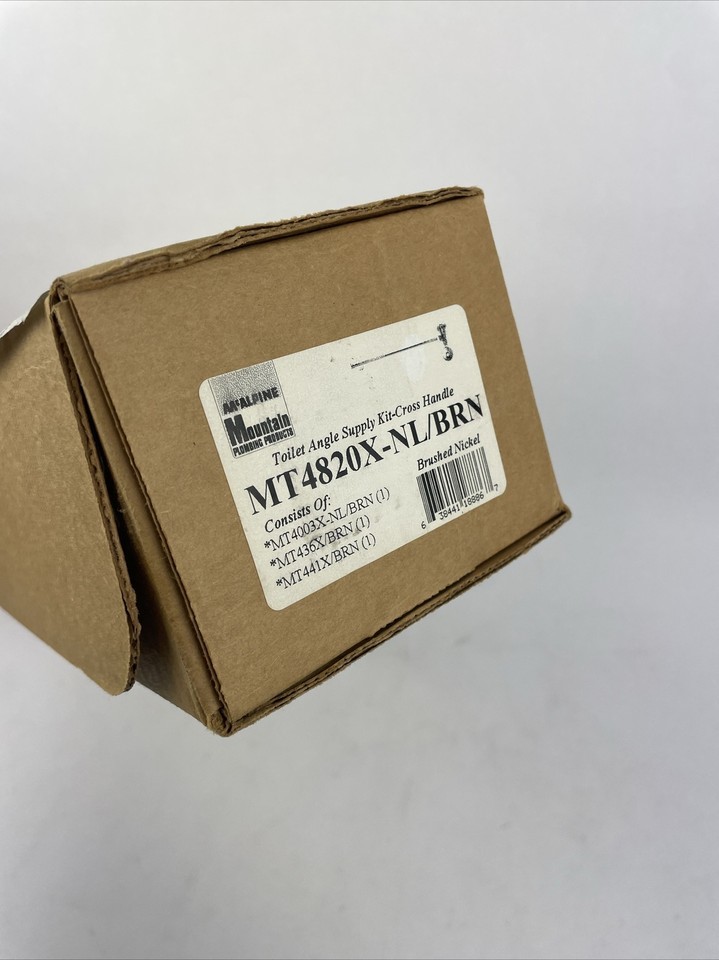 McALPINE
Mountain
PLUMBING PRODUCTS
Toilet Angle Supply Kit-Cross Handle
MT4820X-NL/BRN
Brushed Nickel
Consists Of:
*MT4003X-NL/BRN (1)
*MT436X/BRN (1)
*MT441X/BRN (1)
6 38441 18886 7